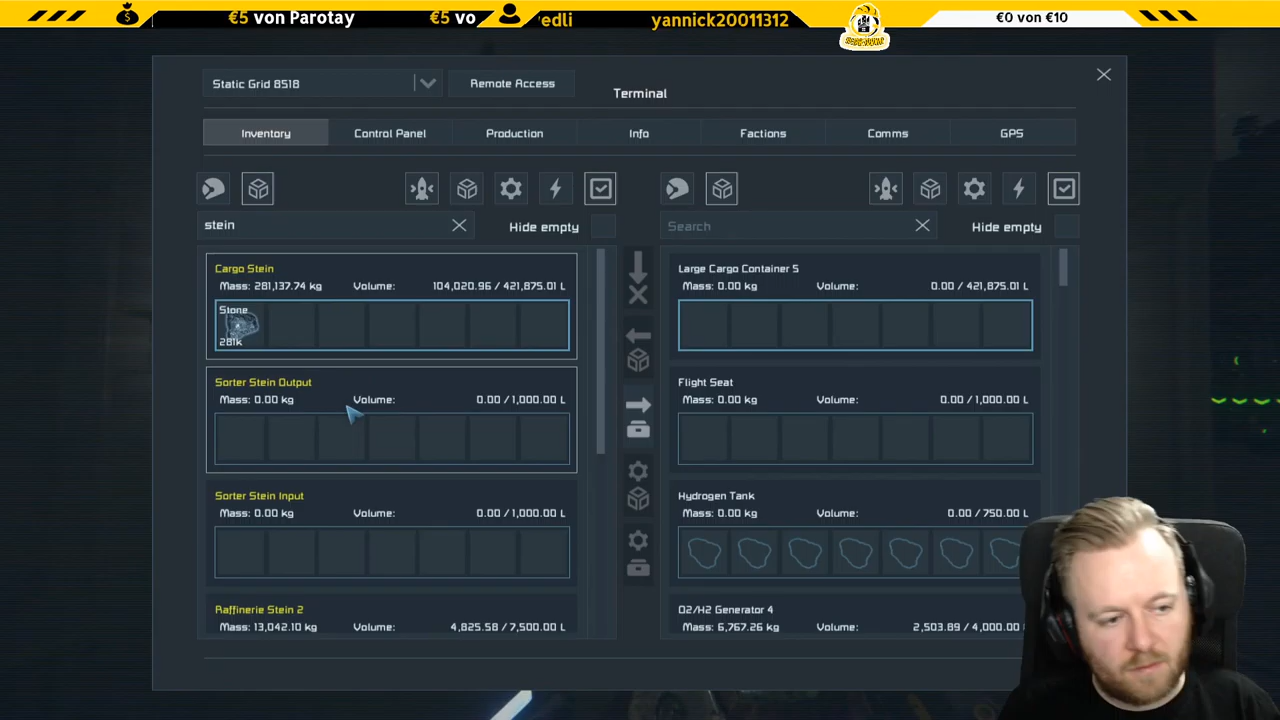 €5 von Parotay
€5 vo
edli
yannick20011312
€0 von €10
Static Grid 8518
Remote Access
Terminal
Inventory
Control Panel
Production
Info
Factions
Comms
GPS
stein
Hide empty
Search
Hide empty
Cargo Stein
Mass: 281,137.74 kg
Volume:
104,020.96 / 421,875.01 L
Stone
281k
Sorter Stein Output
Mass: 0.00 kg
Volume:
0.00 / 1,000.00 L
Sorter Stein Input
Mass: 0.00 kg
Volume:
0.00 / 1,000.00 L
Raffinerie Stein 2
Mass: 13,042.10 kg
Volume:
4,825.58 / 7,500.00 L
Large Cargo Container 5
Mass: 0.00 kg
Volume:
0.00 / 421,875.01 L
Flight Seat
Mass: 0.00 kg
Volume:
0.00 / 1,000.00 L
Hydrogen Tank
Mass: 0.00 kg
Volume:
0.00 / 750.00 L
O2/H2 Generator 4
Mass: 6,767.26 kg
Volume:
2,503.89 / 4,000.00